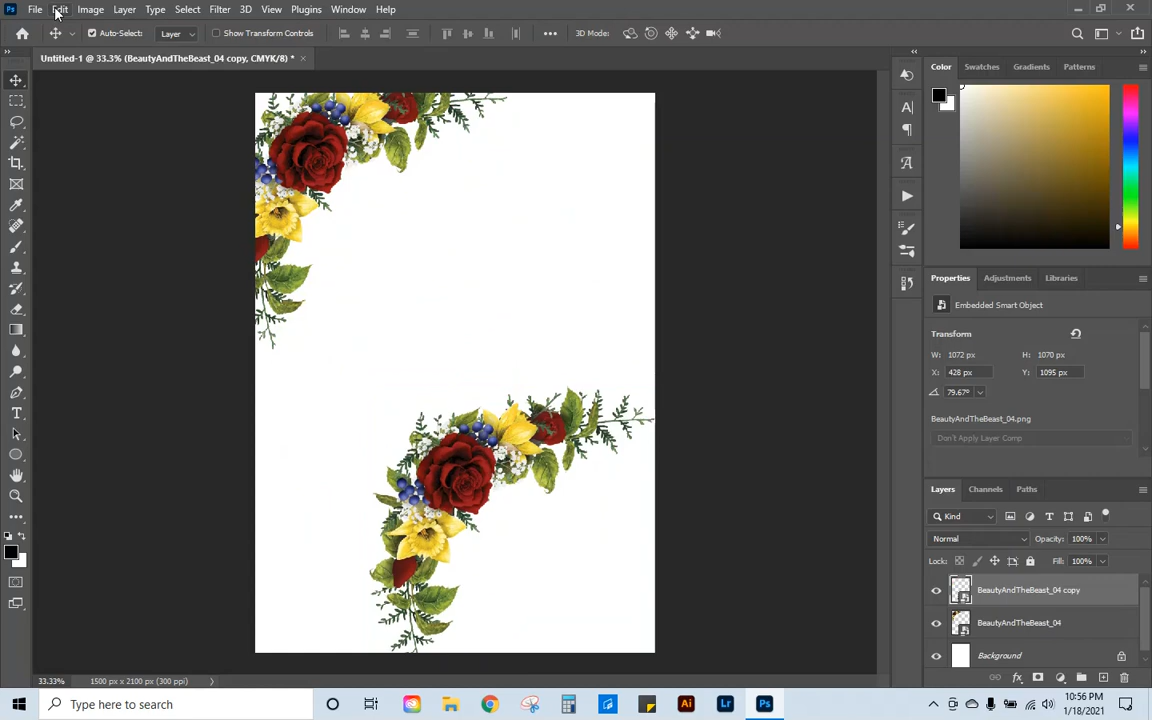 Ps File Edit Image Layer Type Select Filter 3D View Plugins Window Help
Auto-Select: Layer Show Transform Controls 3D Mode:
Untitled-1 @ 33.3% (BeautyAndTheBeast_04 copy, CMYK/8) *
Color Swatches Gradients Patterns
Properties Adjustments Libraries
Embedded Smart Object
Transform
W: 1072 px H: 1070 px
X: 428 px Y: 1095 px
79.67°
BeautyAndTheBeast_04.png
Don't Apply Layer Comp
Layers Channels Paths
Kind
Normal Opacity: 100%
Lock: Fill: 100%
BeautyAndTheBeast_04 copy
BeautyAndTheBeast_04
Background
33.33% 1500 px x 2100 px (300 ppi)
Type here to search
Ai Lr Ps
10:56 PM
1/18/2021